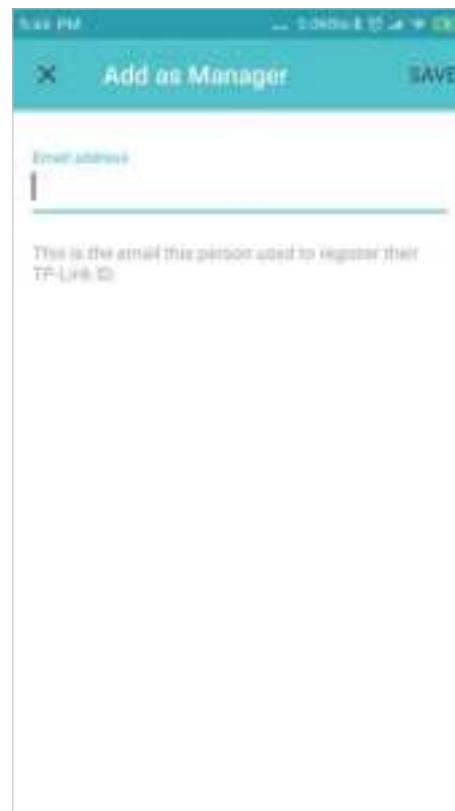 PM
Add as Manager
SAVE
Email address
This is the email this person used to register their
TP-Link ID